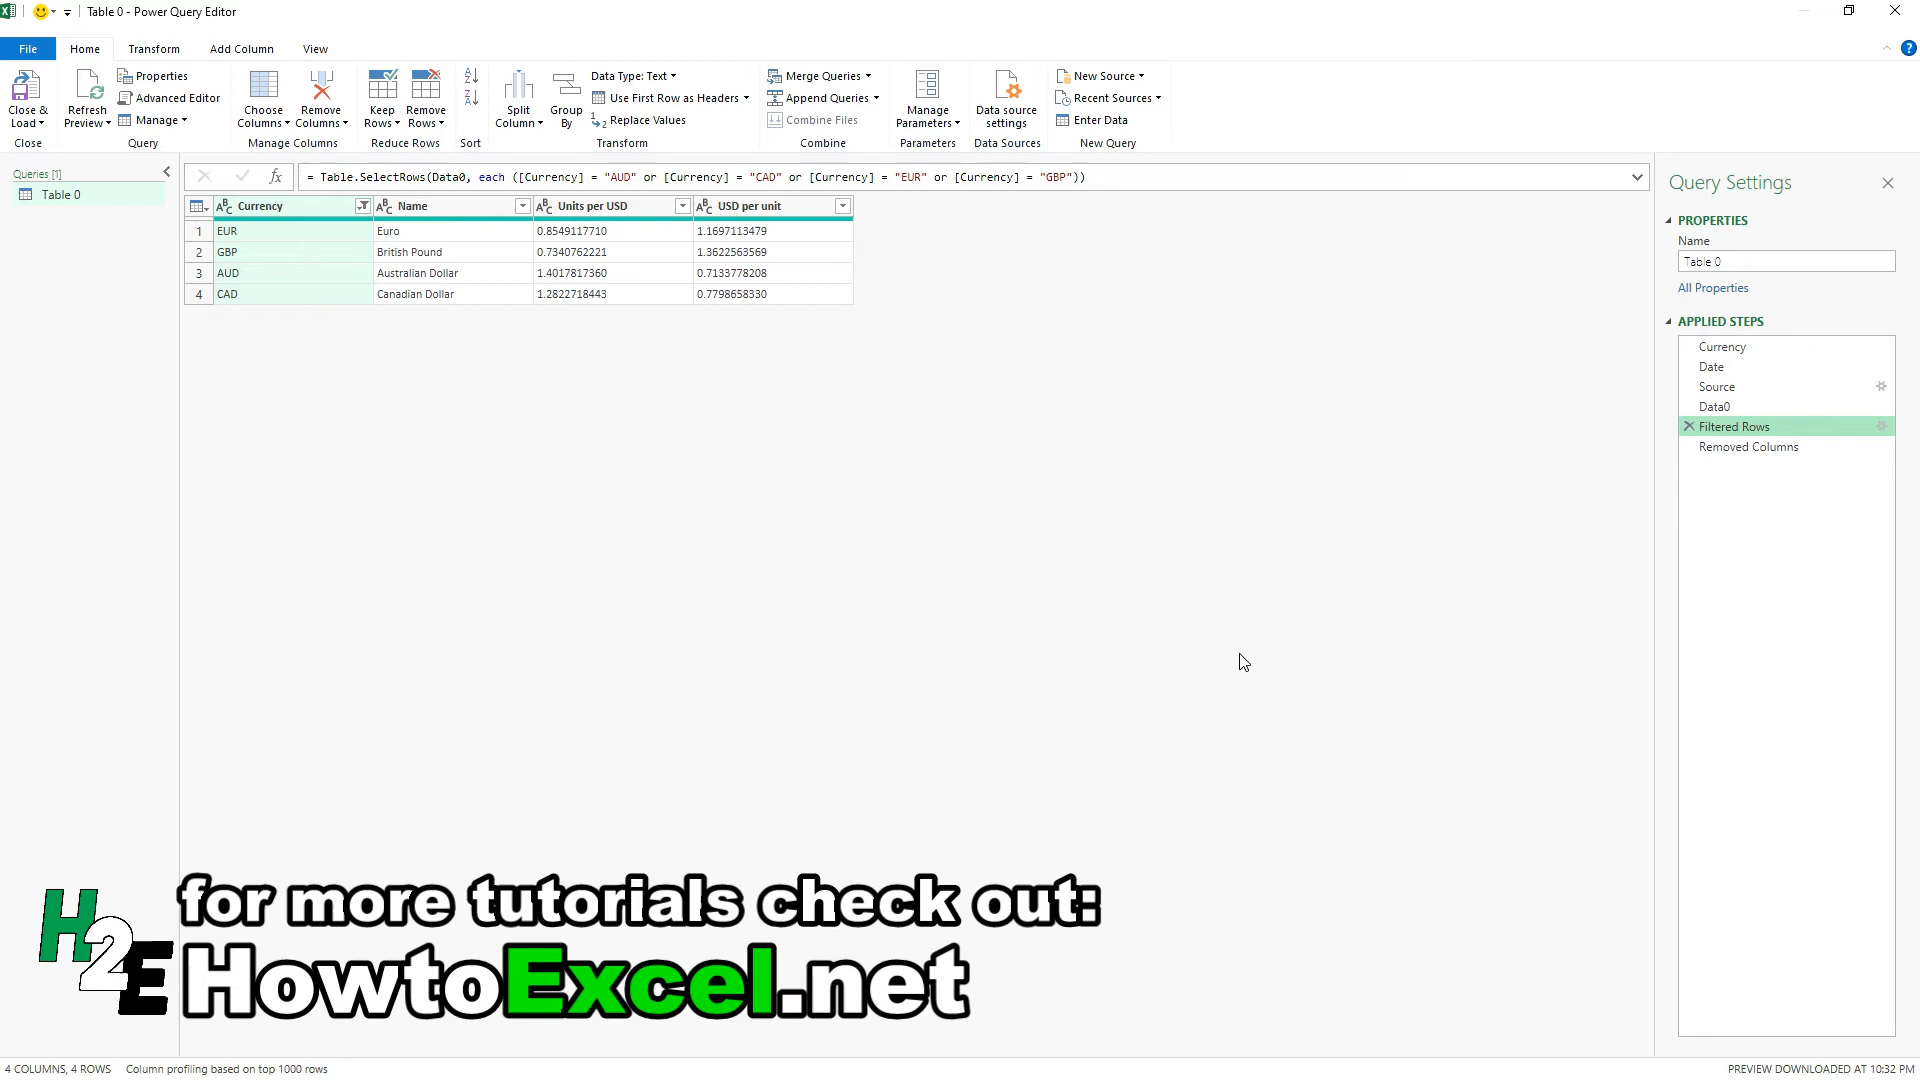 Table 0 - Power Query Editor
File Home Transform Add Column View
Close & Load
Close
Refresh Preview
Properties
Advanced Editor
Manage
Query
Choose Columns
Remove Columns
Manage Columns
Keep Rows
Remove Rows
Reduce Rows
Sort
Split Column
Group By
Data Type: Text
Use First Row as Headers
Replace Values
Transform
Merge Queries
Append Queries
Combine Files
Combine
Manage Parameters
Parameters
Data source settings
Data Sources
New Source
Recent Sources
Enter Data
New Query
Queries [1]
Table 0
fx = Table.SelectRows(Data0, each ([Currency] = "AUD" or [Currency] = "CAD" or [Currency] = "EUR" or [Currency] = "GBP"))
Currency Name Units per USD USD per unit
1 EUR Euro 0.8549117710 1.1697113479
2 GBP British Pound 0.7340762221 1.3622563569
3 AUD Australian Dollar 1.4017817360 0.7133778208
4 CAD Canadian Dollar 1.2822718443 0.7798658330
Query Settings
PROPERTIES
Name
Table 0
All Properties
APPLIED STEPS
Currency
Date
Source
Data0
Filtered Rows
Removed Columns
H2E
for more tutorials check out:
HowtoExcel.net
4 COLUMNS, 4 ROWS Column profiling based on top 1000 rows
PREVIEW DOWNLOADED AT 10:32 PM